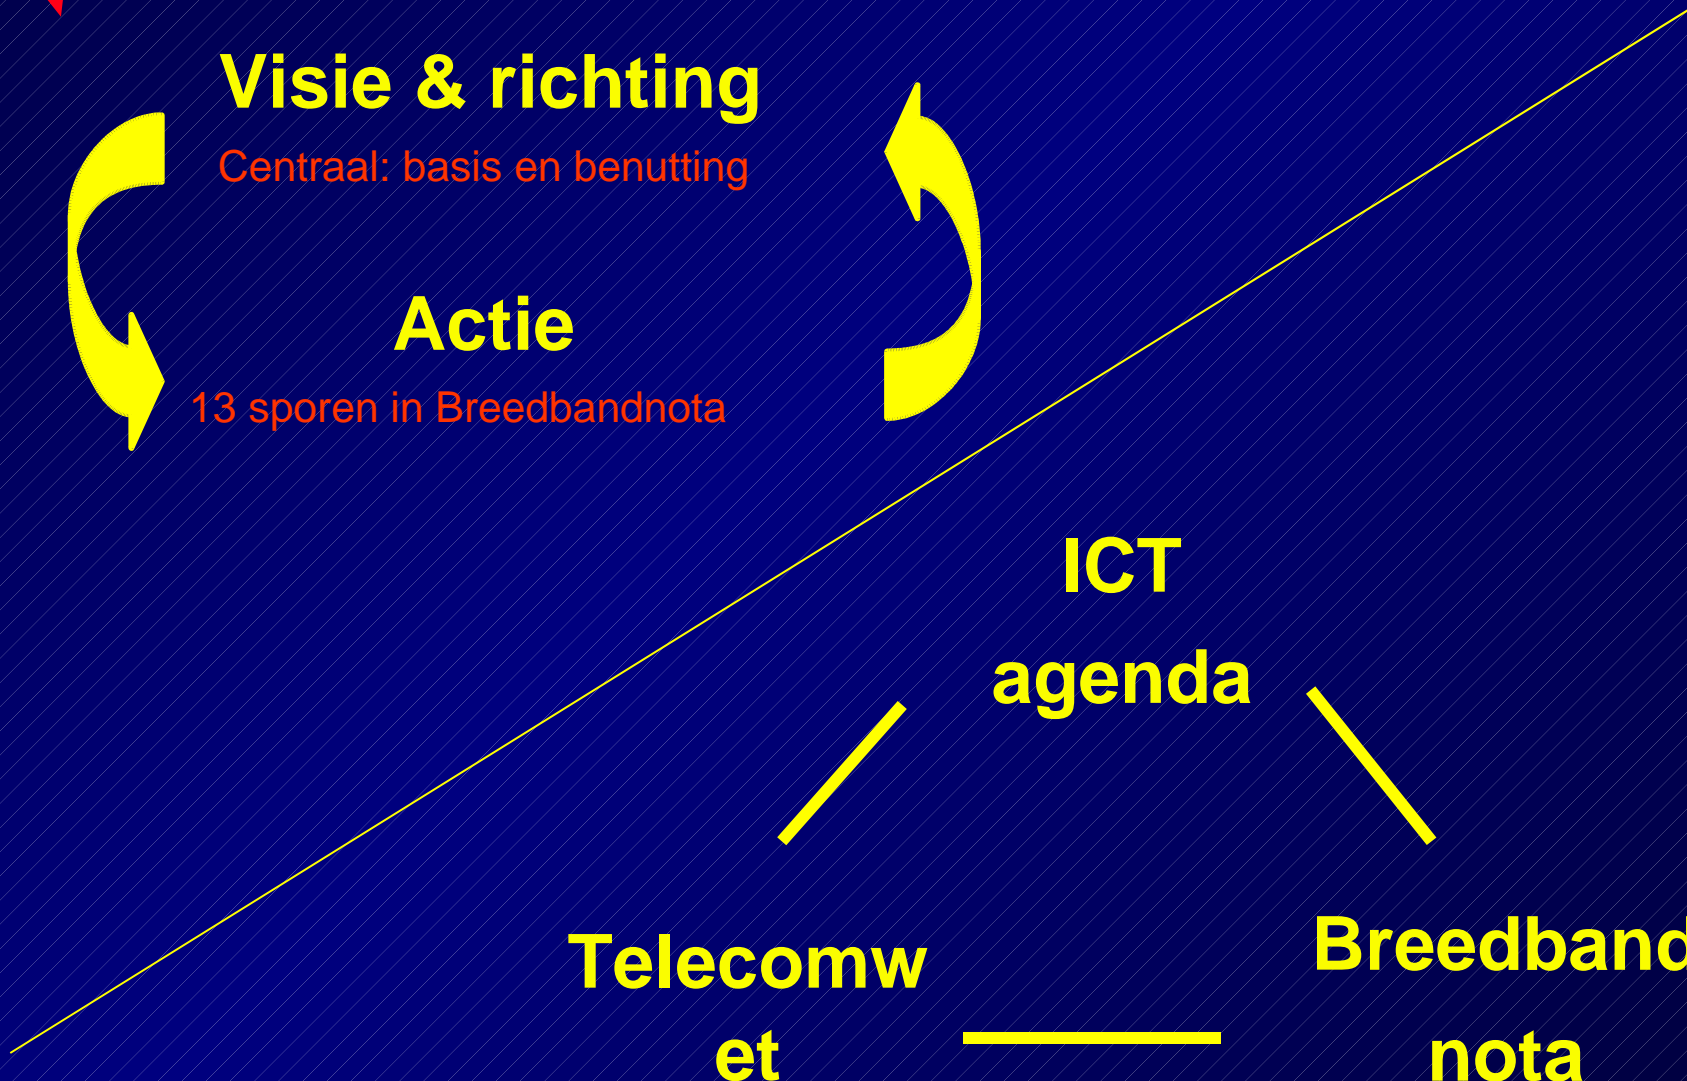 Visie & richting
Centraal: basis en benutting
Actie
13 sporen in Breedbandnota
ICT
agenda
Telecomw
et
Breedband
nota